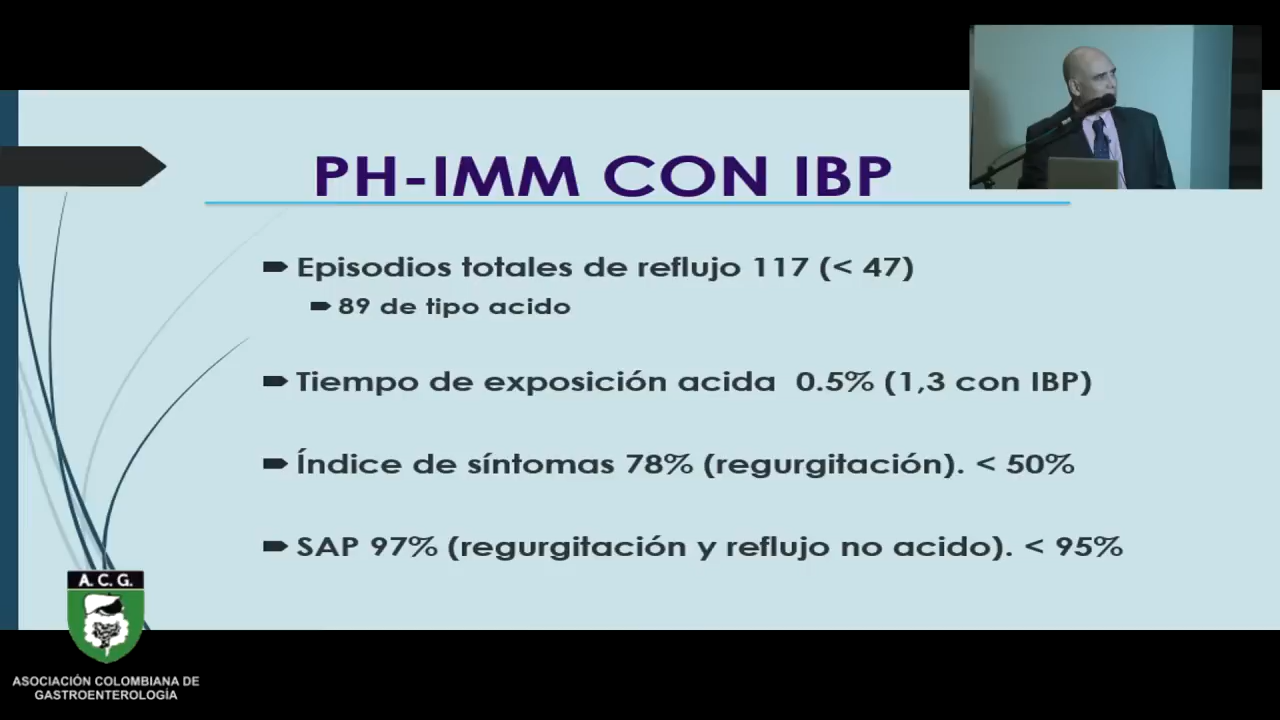 PH-IMM CON IBP
Episodios totales de reflujo 117 (< 47)
89 de tipo acido
Tiempo de exposición acida 0.5% (1,3 con IBP)
Índice de síntomas 78% (regurgitación). < 50%
SAP 97% (regurgitación y reflujo no acido). < 95%
A. C. G.
ASOCIACIÓN COLOMBIANA DE
GASTROENTEROLOGÍA